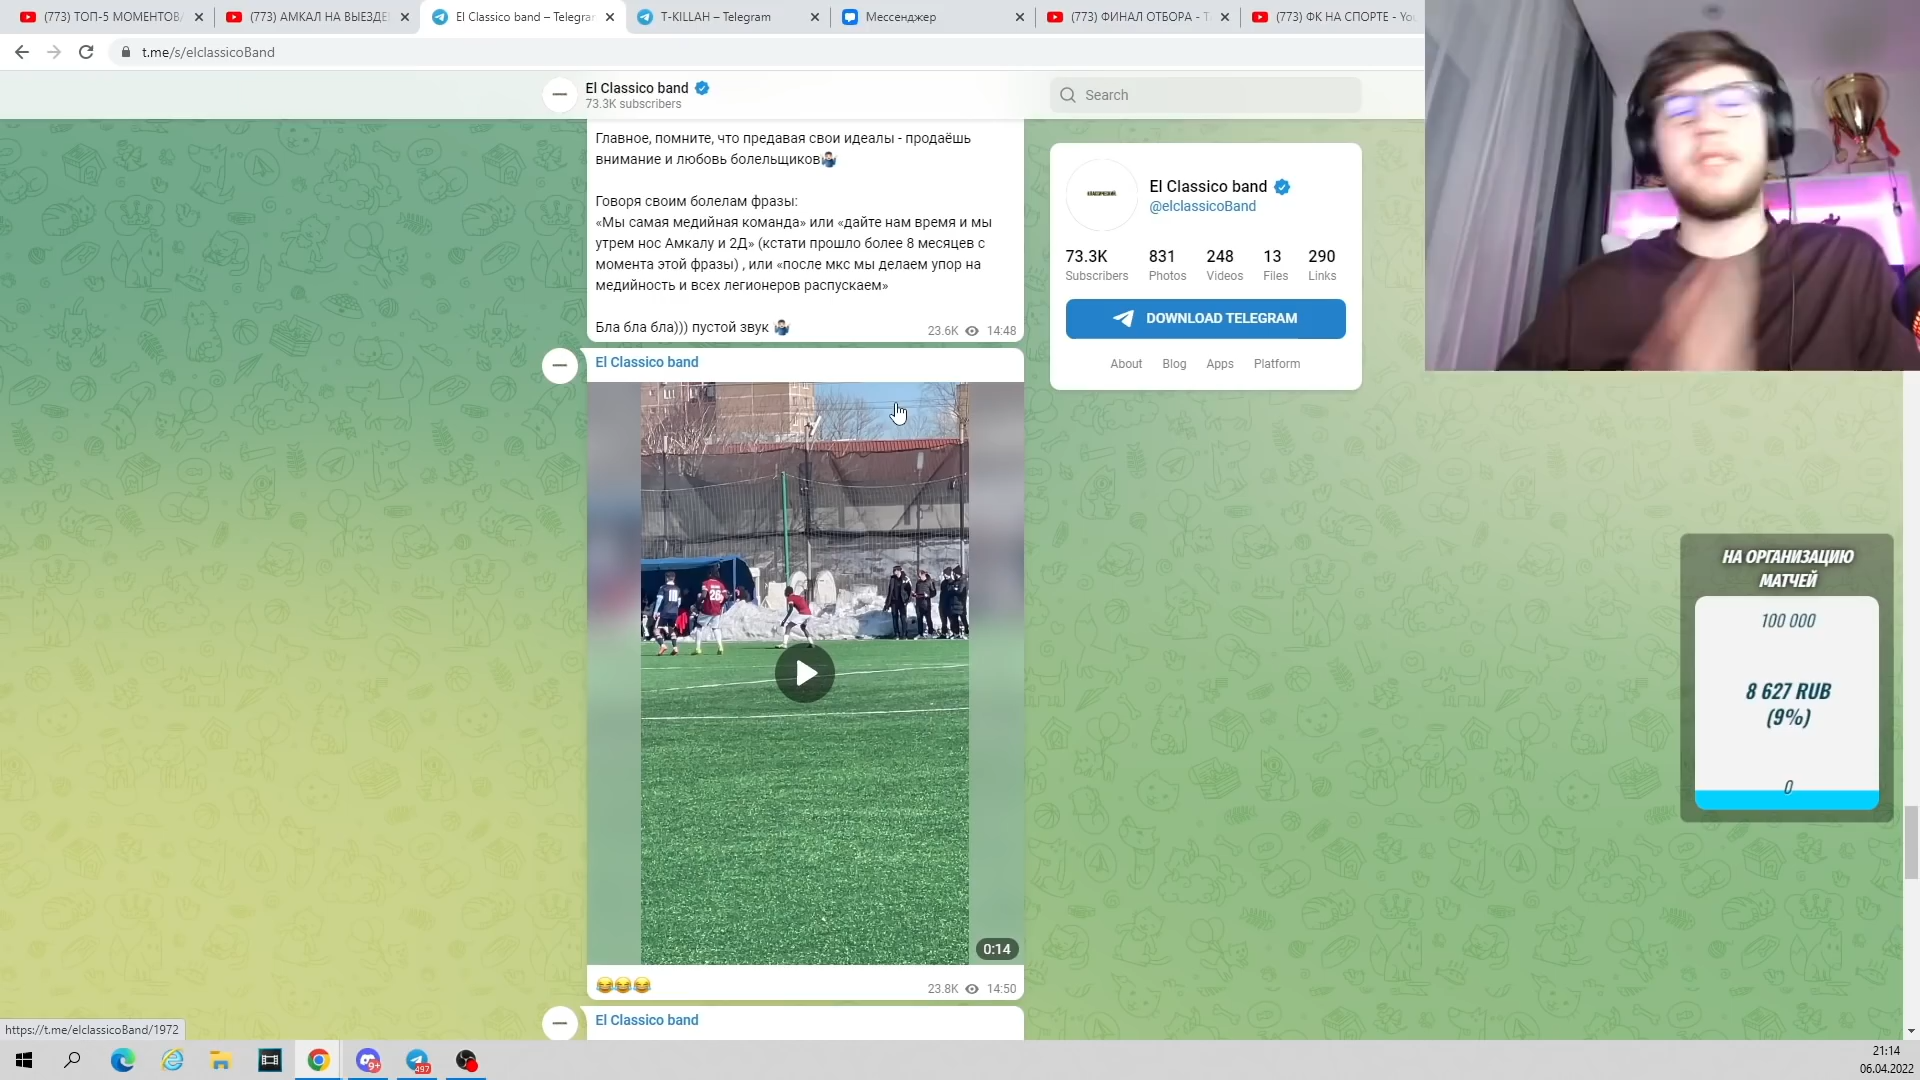 (773) ТОП-5 МОМЕНТОВ
(773) АМКАЛ НА ВЫЕЗДЕ
El Classico band – Telegram
T-KILLAH – Telegram
Мессенджер
(773) ФИНАЛ ОТБОРА - Т
(773) ФК НА СПОРТЕ - You
t.me/s/elclassicoBand
El Classico band
73.3K subscribers
Search
Главное, помните, что предавая свои идеалы - продаёшь
внимание и любовь болельщиков🤷🏻‍♂️
Говоря своим болелам фразы:
«Мы самая медийная команда» или «дайте нам время и мы
утрем нос Амкалу и 2Д» (кстати прошло более 8 месяцев с
момента этой фразы) , или «после мкс мы делаем упор на
медийность и всех легионеров распускаем»
Бла бла бла))) пустой звук 🤷🏻‍♂️
23.6K 14:48
El Classico band
10
26
0:14
😂😂😂
23.8K 14:50
El Classico band
El Classico band
@elclassicoBand
73.3K 831 248 13 290
Subscribers Photos Videos Files Links
DOWNLOAD TELEGRAM
About Blog Apps Platform
НА ОРГАНИЗАЦИЮ
МАТЧЕЙ
100 000
8 627 RUB
(9%)
0
https://t.me/elclassicoBand/1972
9+
497
21:14
06.04.2022